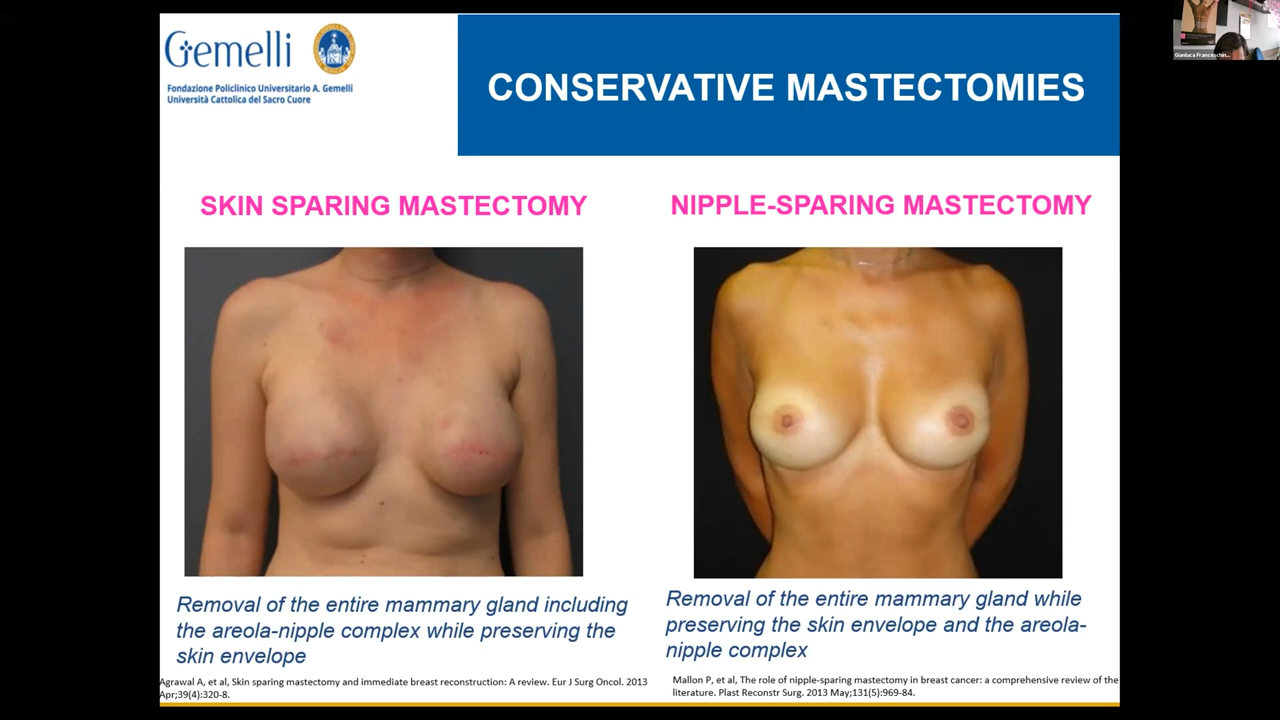 Gemelli
Fondazione Policlinico Universitario A. Gemelli
Università Cattolica del Sacro Cuore
CONSERVATIVE MASTECTOMIES
SKIN SPARING MASTECTOMY
Removal of the entire mammary gland including
the areola-nipple complex while preserving the
skin envelope
Agrawal A, et al, Skin sparing mastectomy and immediate breast reconstruction: A review. Eur J Surg Oncol. 2013
Apr;39(4):320-8.
NIPPLE-SPARING MASTECTOMY
Removal of the entire mammary gland while
preserving the skin envelope and the areola-
nipple complex
Mallon P, et al, The role of nipple-sparing mastectomy in breast cancer: a comprehensive review of the
literature. Plast Reconstr Surg. 2013 May;131(5):969-84.
Gianluca Franceschin...